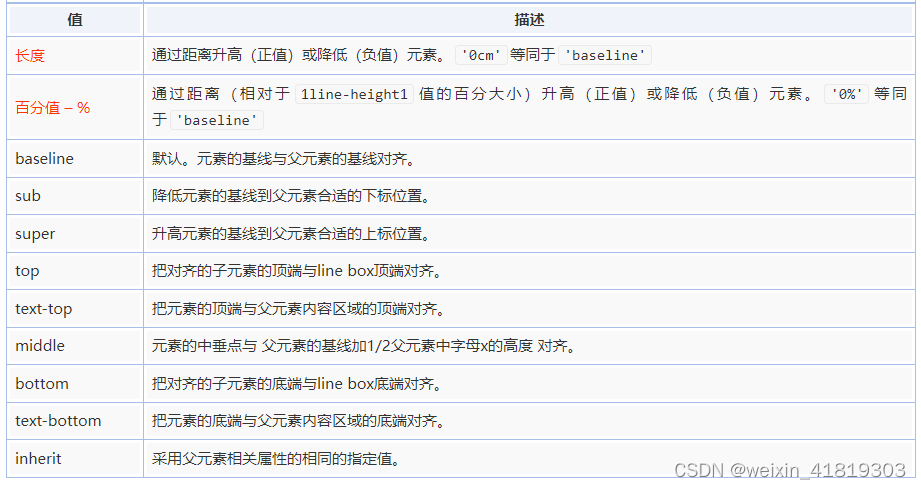 值 描述
长度 通过距离升高（正值）或降低（负值）元素。 '0cm' 等同于 'baseline'
百分值 – % 通过距离（相对于 1line-height1 值的百分大小）升高（正值）或降低（负值）元素。 '0%' 等同
于 'baseline'
baseline 默认。元素的基线与父元素的基线对齐。
sub 降低元素的基线到父元素合适的下标位置。
super 升高元素的基线到父元素合适的上标位置。
top 把对齐的子元素的顶端与line box顶端对齐。
text-top 把元素的顶端与父元素内容区域的顶端对齐。
middle 元素的中垂点与 父元素的基线加1/2父元素中字母x的高度 对齐。
bottom 把对齐的子元素的底端与line box底端对齐。
text-bottom 把元素的底端与父元素内容区域的底端对齐。
inherit 采用父元素相关属性的相同的指定值。
CSDN @weixin_41819303